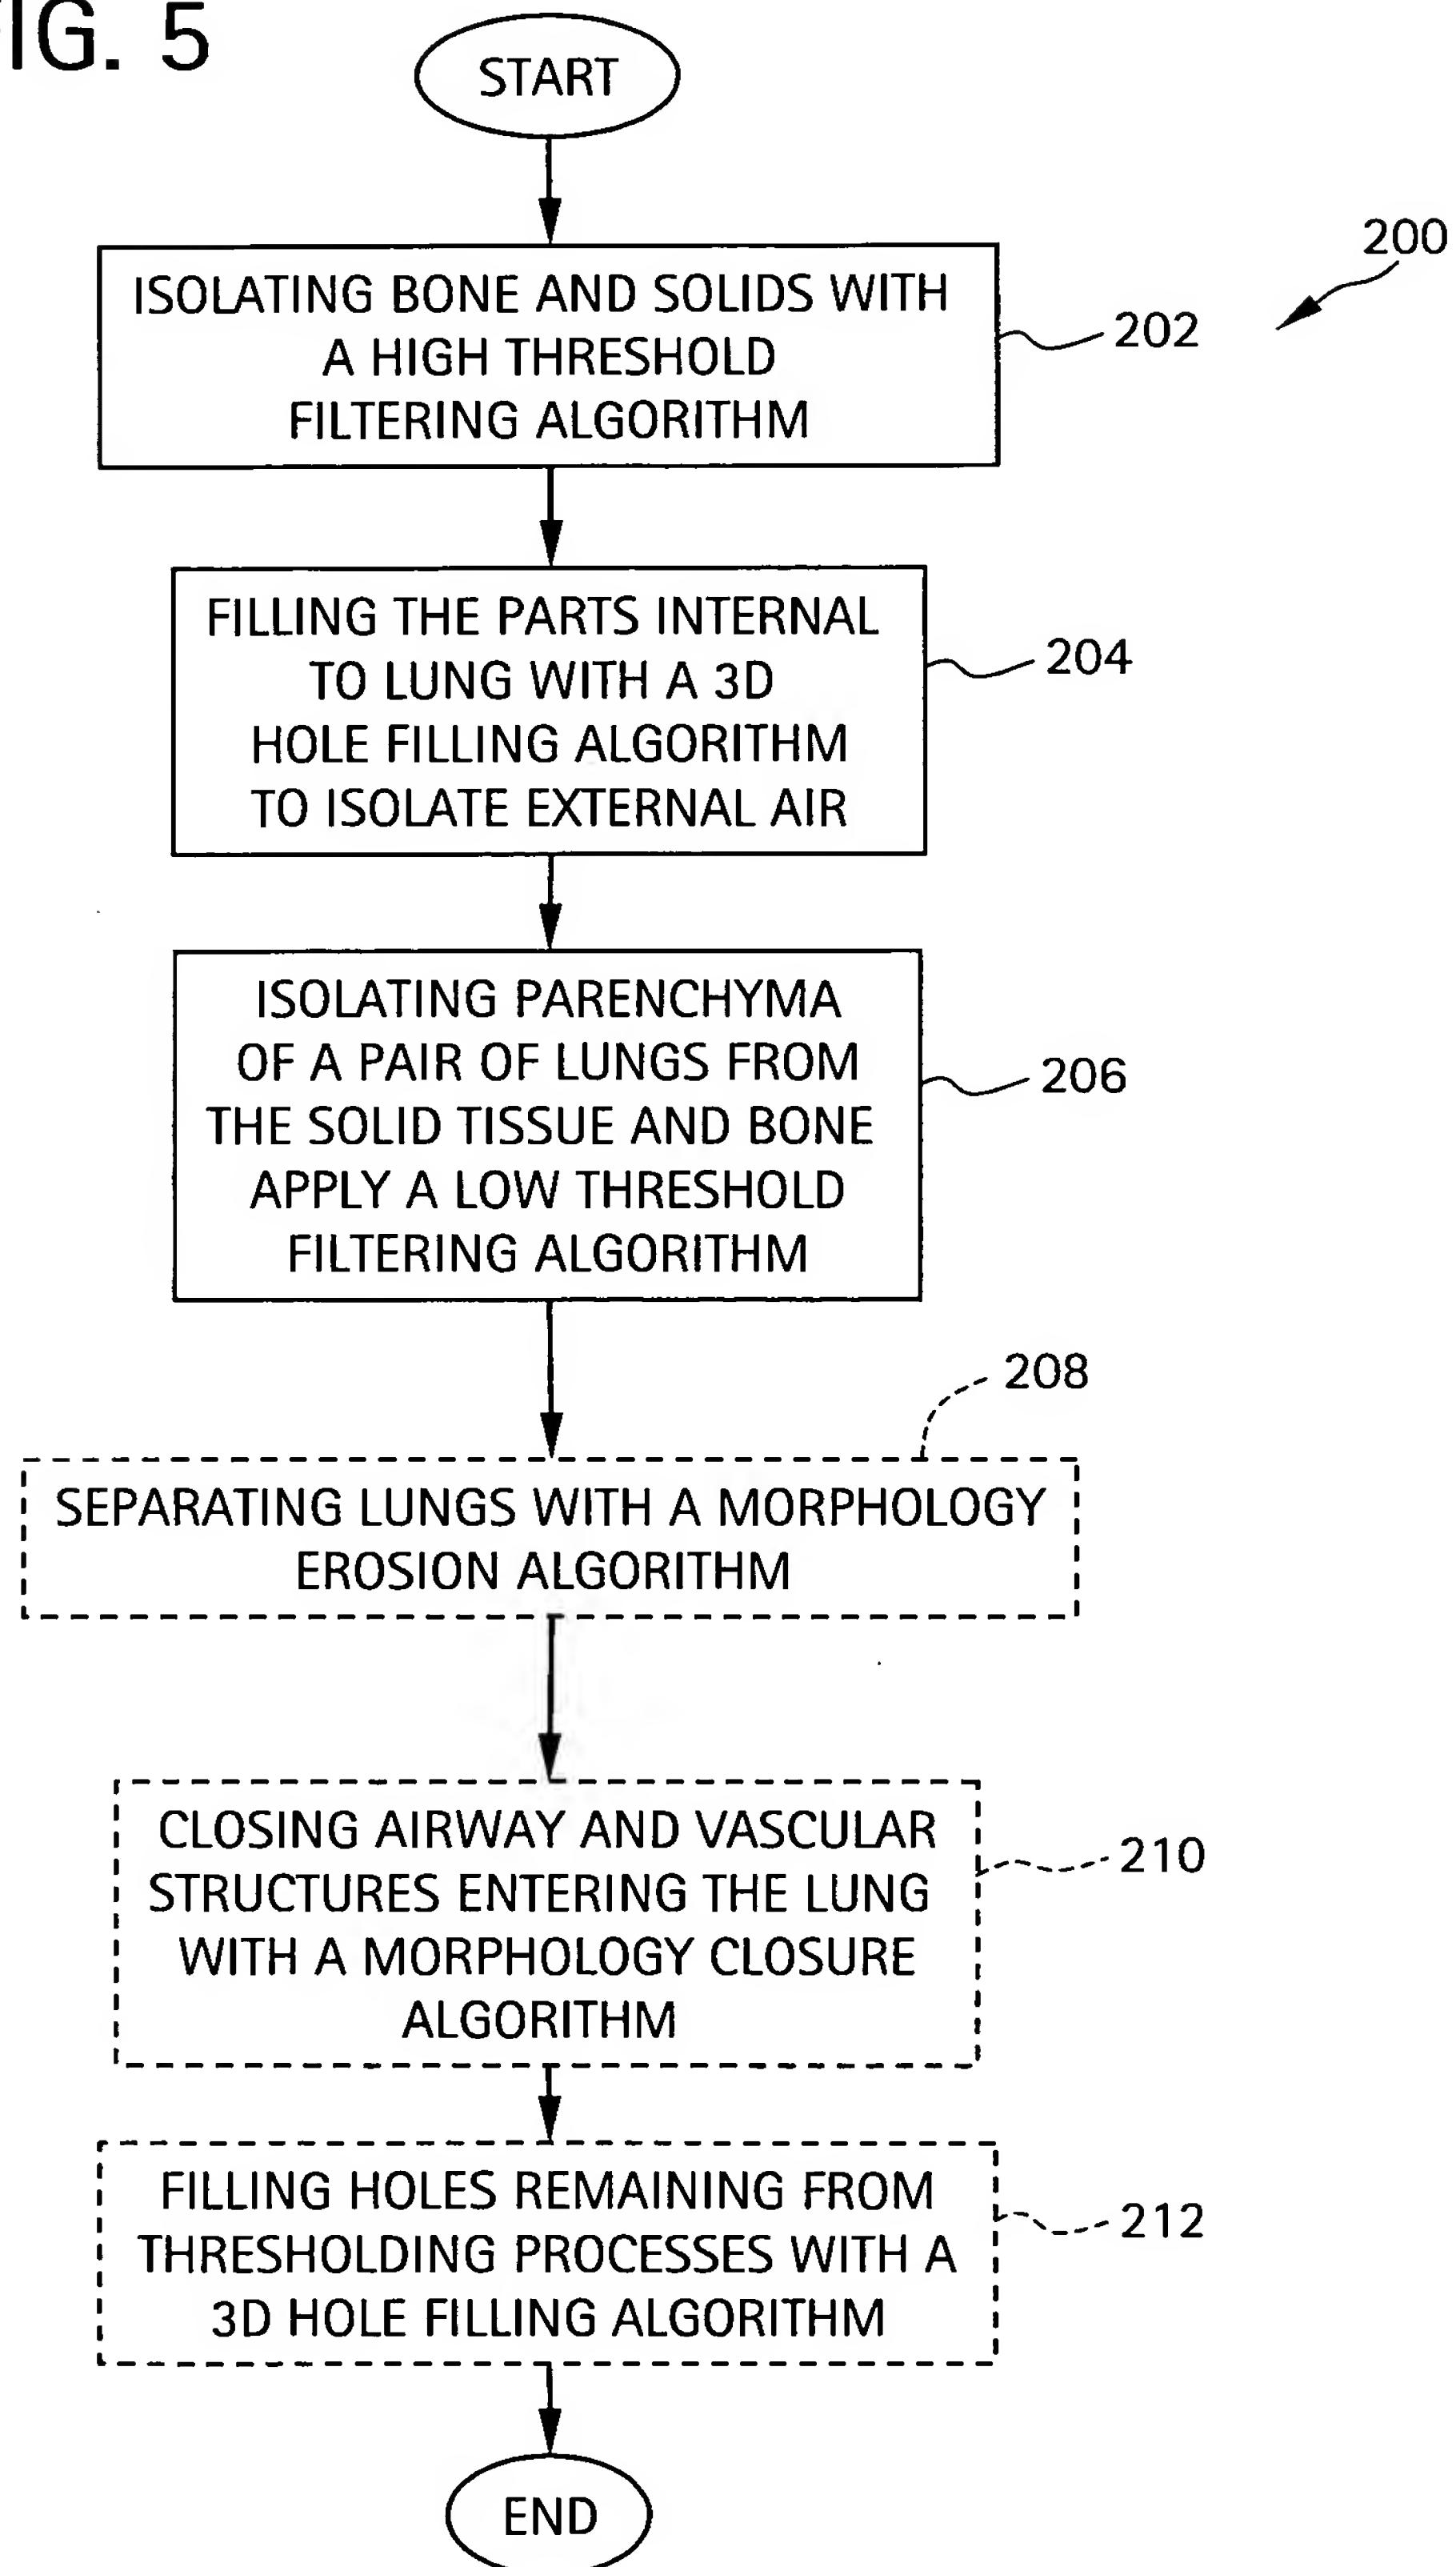 FIG. 5
START
200
ISOLATING BONE AND SOLIDS WITH
A HIGH THRESHOLD
FILTERING ALGORITHM
202
FILLING THE PARTS INTERNAL
TO LUNG WITH A 3D
HOLE FILLING ALGORITHM
TO ISOLATE EXTERNAL AIR
204
ISOLATING PARENCHYMA
OF A PAIR OF LUNGS FROM
THE SOLID TISSUE AND BONE
APPLY A LOW THRESHOLD
FILTERING ALGORITHM
206
208
SEPARATING LUNGS WITH A MORPHOLOGY
EROSION ALGORITHM
CLOSING AIRWAY AND VASCULAR
STRUCTURES ENTERING THE LUNG
WITH A MORPHOLOGY CLOSURE
ALGORITHM
210
FILLING HOLES REMAINING FROM
THRESHOLDING PROCESSES WITH A
3D HOLE FILLING ALGORITHM
212
END